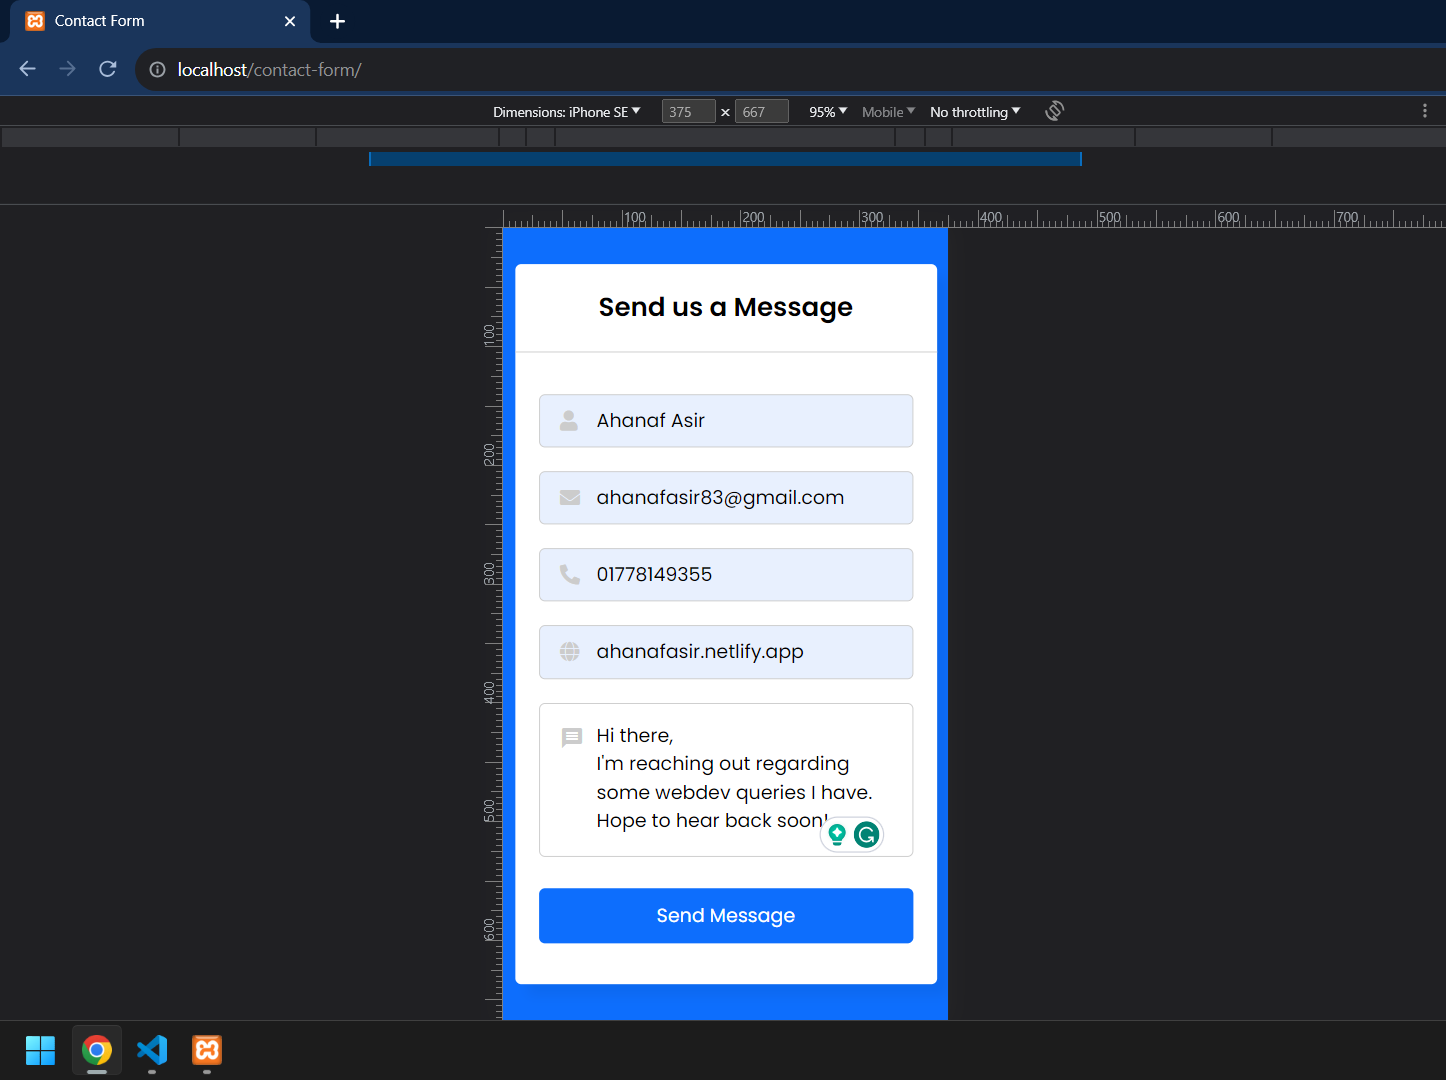 Contact Form
localhost/contact-form/
Dimensions: iPhone SE 375 × 667 95% Mobile No throttling
100 200 300 400 500 600 700
100
200
300
400
500
600
Send us a Message
Ahanaf Asir
ahanafasir83@gmail.com
01778149355
ahanafasir.netlify.app
Hi there,
I'm reaching out regarding
some webdev queries I have.
Hope to hear back soon!
Send Message